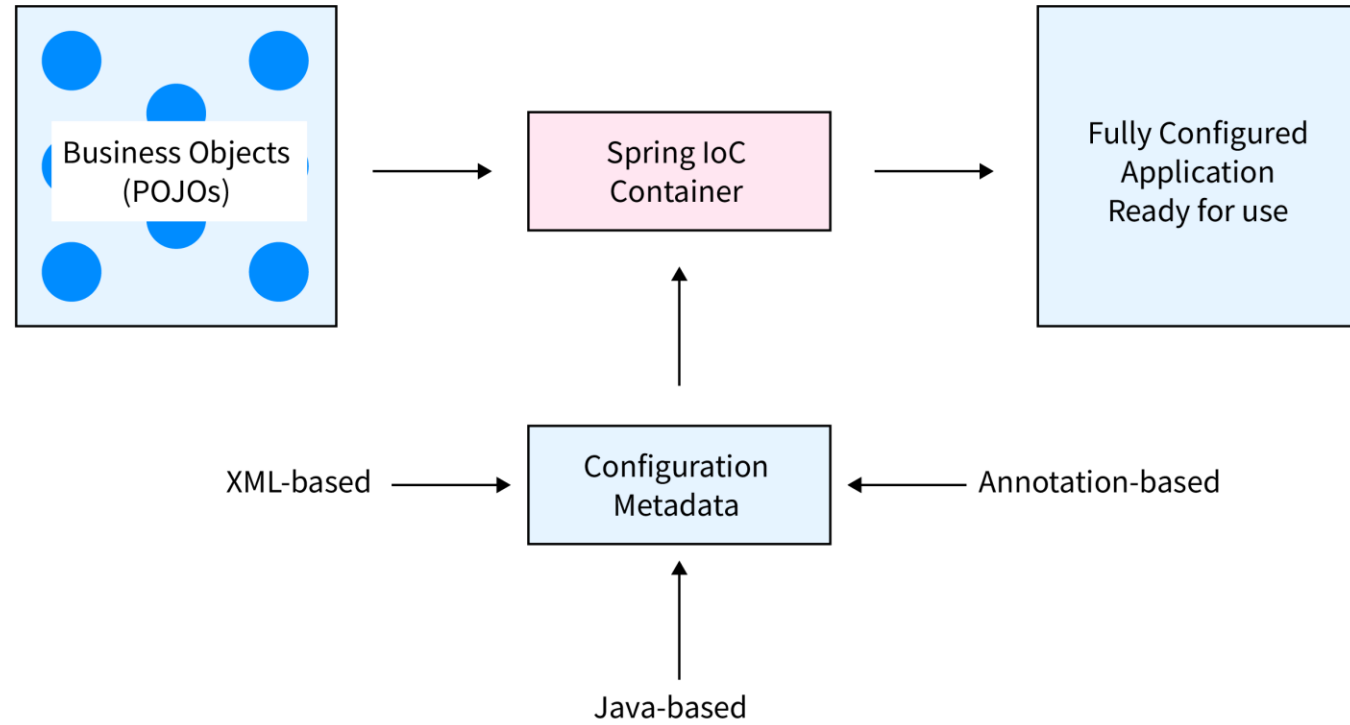 Business Objects
(POJOs)
Spring IoC
Container
Fully Configured
Application
Ready for use
XML-based
Configuration
Metadada
Annotation-based
Java-based